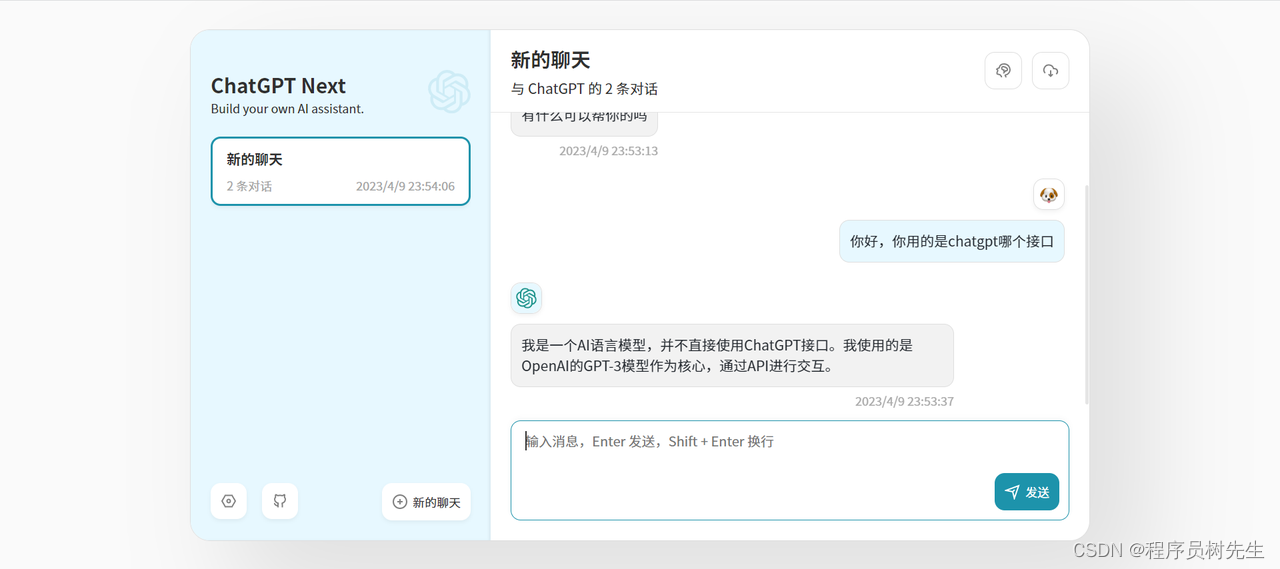 ChatGPT Next
Build your own AI assistant.
新的聊天
2 条对话
2023/4/9 23:54:06
新的聊天
新的聊天
与 ChatGPT 的 2 条对话
有什么可以帮你的吗
2023/4/9 23:53:13
你好，你用的是chatgpt哪个接口
我是一个AI语言模型，并不直接使用ChatGPT接口。我使用的是
OpenAI的GPT-3模型作为核心，通过API进行交互。
2023/4/9 23:53:37
输入消息，Enter 发送，Shift + Enter 换行
发送
CSDN @程序员树先生